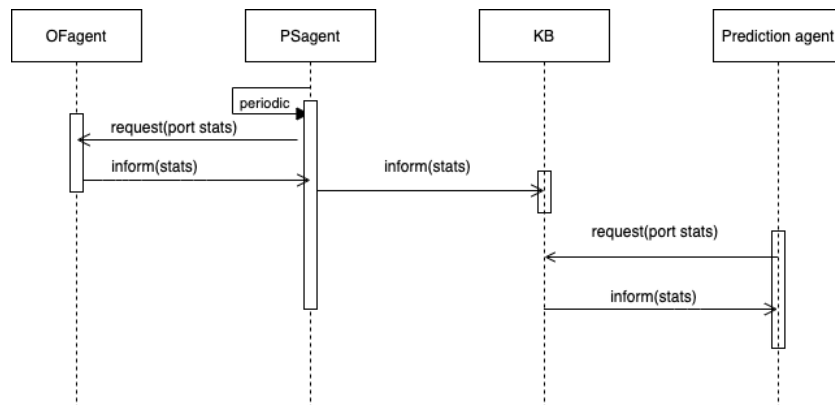 OFagent
PSagent
KB
Prediction agent
periodic
request(port stats)
inform(stats)
inform(stats)
request(port stats)
inform(stats)